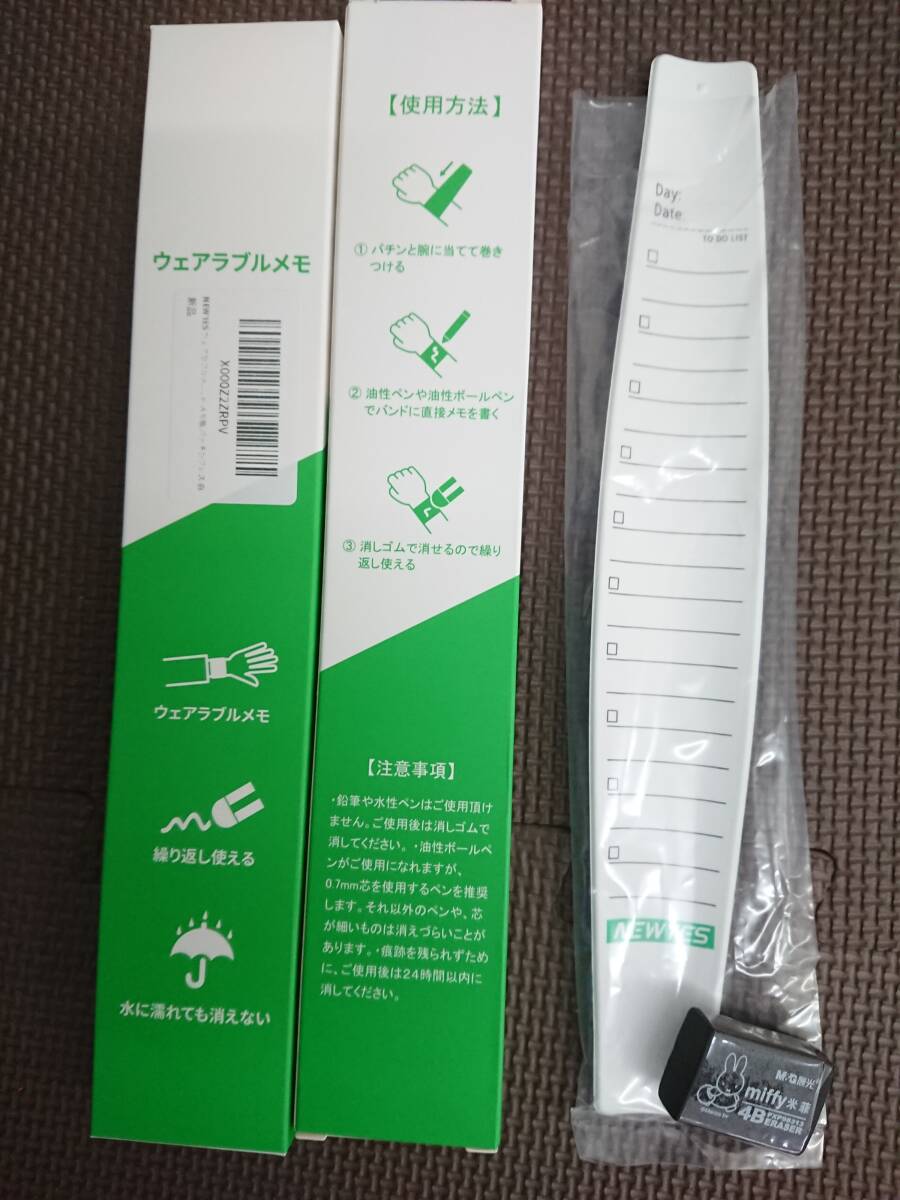 ウェアラブルメモ
X000Z2ZRPV
NEWYES
新品
ウェアラブルメモ
繰り返し使える
水に濡れても消えない
【使用方法】
① パチンと腕に当てて巻き
つける
② 油性ペンや油性ボールペン
でバンドに直接メモを書く
③ 消しゴムで消せるので繰り
返し使える
【注意事項】
・鉛筆や水性ペンはご使用頂け
ません。ご使用後は消しゴムで
消してください。・油性ボールペ
ンがご使用になれますが、
0.7mm芯を使用するペンを推奨
します。それ以外のペンや、芯
が細いものは消えづらいことが
あります。・痕跡を残られずため
に、ご使用後は24時間以内に
消してください。
Day:
Date:
TO DO LIST
NEWYES
M&G晨光
miffy米菲
4B
ERASER